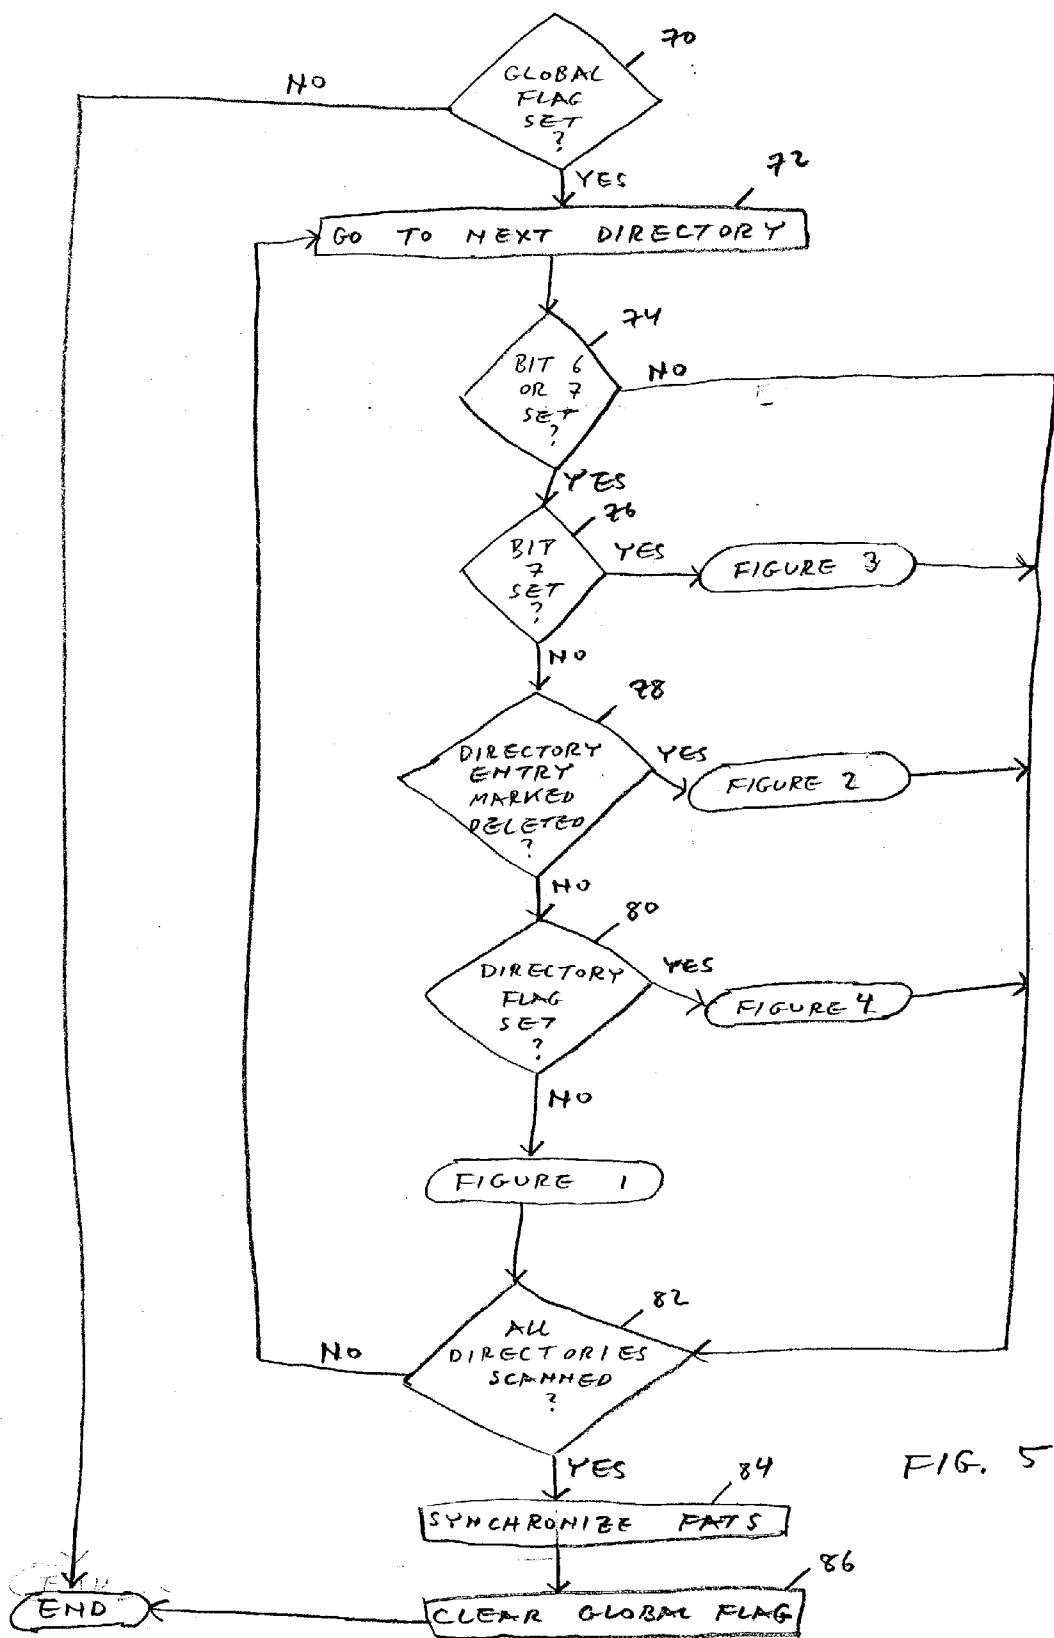 70
GLOBAL
FLAG
SET
?
NO
YES
72
GO TO NEXT DIRECTORY
74
BIT 6
OR 7
SET
?
NO
YES
76
BIT
7
SET
?
YES
FIGURE 3
NO
78
DIRECTORY
ENTRY
MARKED
DELETED
?
YES
FIGURE 2
NO
80
DIRECTORY
FLAG
SET
?
YES
FIGURE 4
NO
FIGURE 1
82
ALL
DIRECTORIES
SCANNED
?
NO
YES
FIG. 5
84
SYNCHRONIZE FATS
86
END
CLEAR GLOBAL FLAG